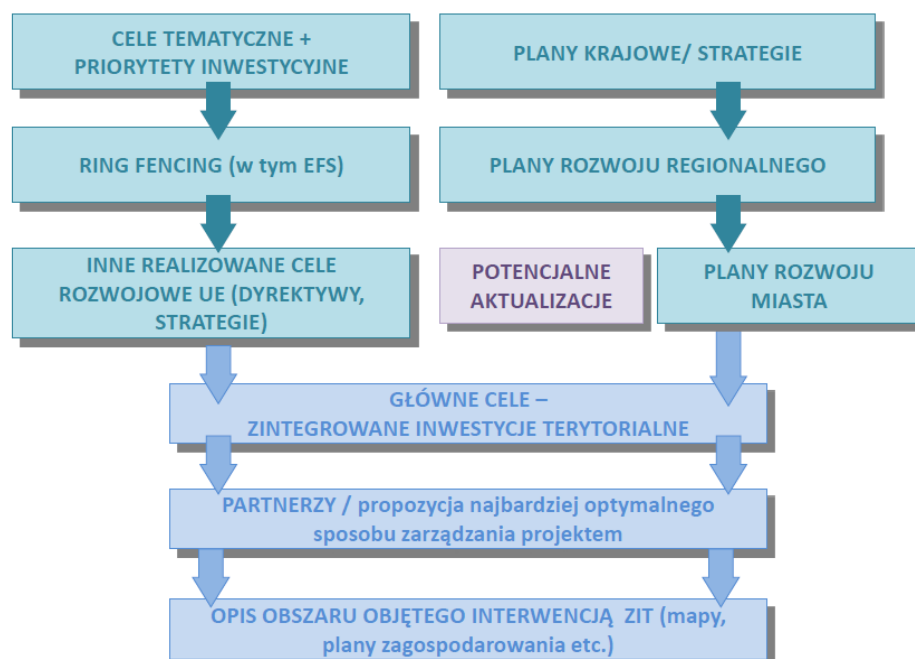 CELE TEMATYCZNE +
PRIORYTETY INWESTYCYJNE
PLANY KRAJOWE/ STRATEGIE
RING FENCING (w tym EFS)
PLANY ROZWOJU REGIONALNEGO
INNE REALIZOWANE CELE
ROZWOJOWE UE (DYREKTYWY,
STRATEGIE)
POTENCJALNE
AKTUALIZACJE
PLANY ROZWOJU
MIASTA
GŁÓWNE CELE –
ZINTEGROWANE INWESTYCJE TERYTORIALNE
PARTNERZY / propozycja najbardziej optymalnego
sposobu zarządzania projektem
OPIS OBSZARU OBJĘTEGO INTERWENCJĄ ZIT (mapy,
plany zagospodarowania etc.)